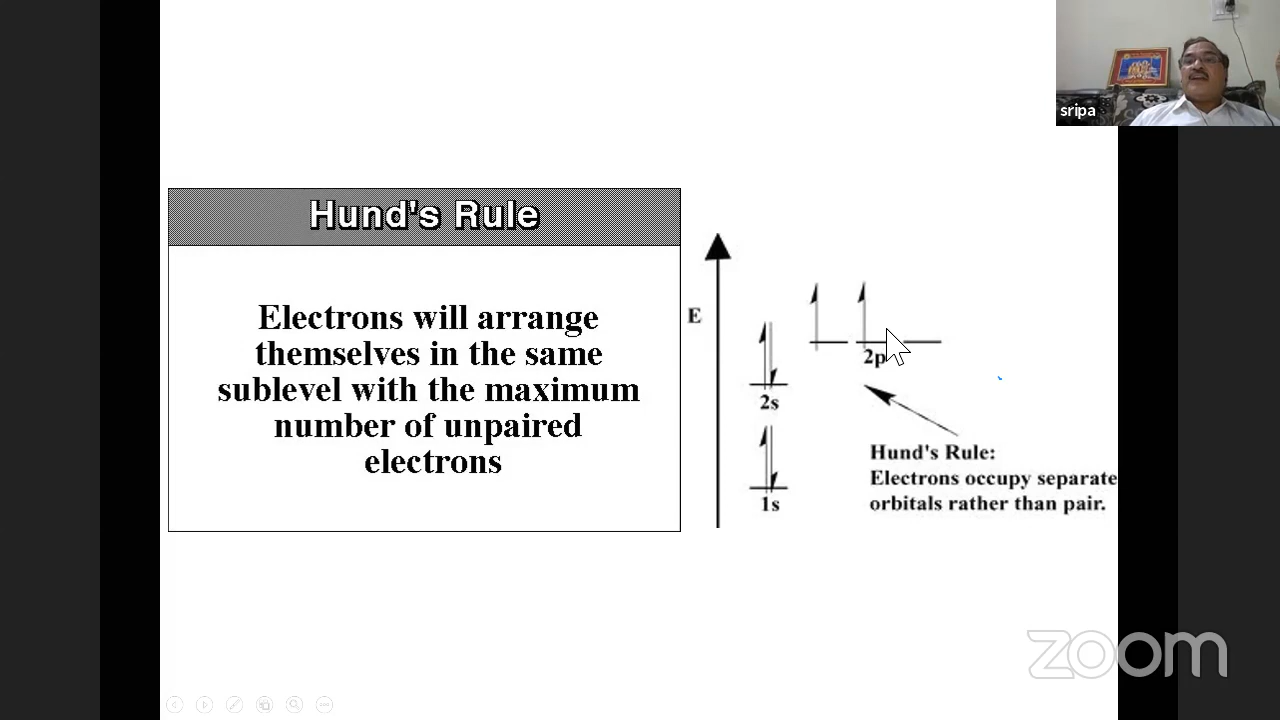 sripa
Hund's Rule
Electrons will arrange
themselves in the same
sublevel with the maximum
number of unpaired
electrons
E
2p
2s
1s
Hund's Rule:
Electrons occupy separate
orbitals rather than pair.
zoom